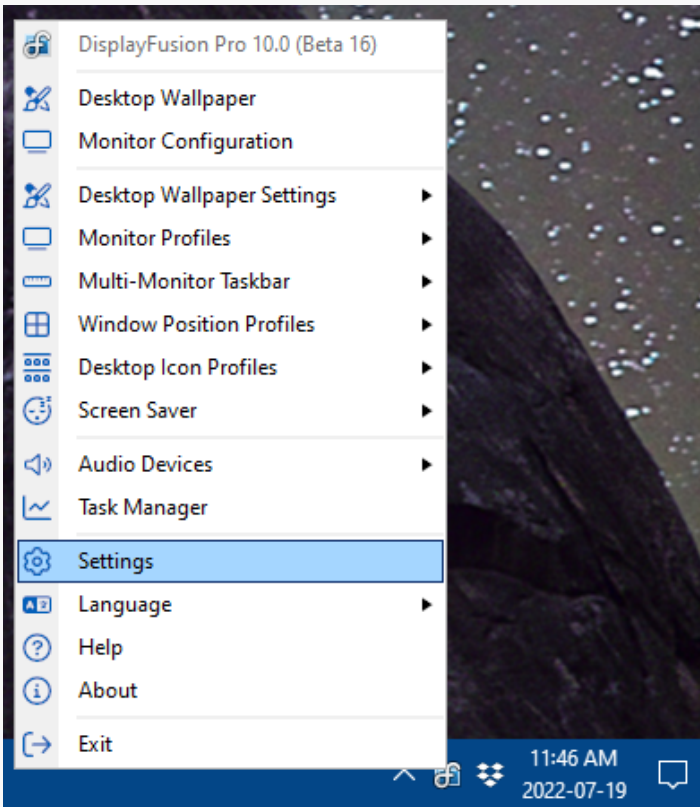 DisplayFusion Pro 10.0 (Beta 16)
Desktop Wallpaper
Monitor Configuration
Desktop Wallpaper Settings
Monitor Profiles
Multi-Monitor Taskbar
Window Position Profiles
Desktop Icon Profiles
Screen Saver
Audio Devices
Task Manager
Settings
Language
Help
About
Exit
11:46 AM
2022-07-19